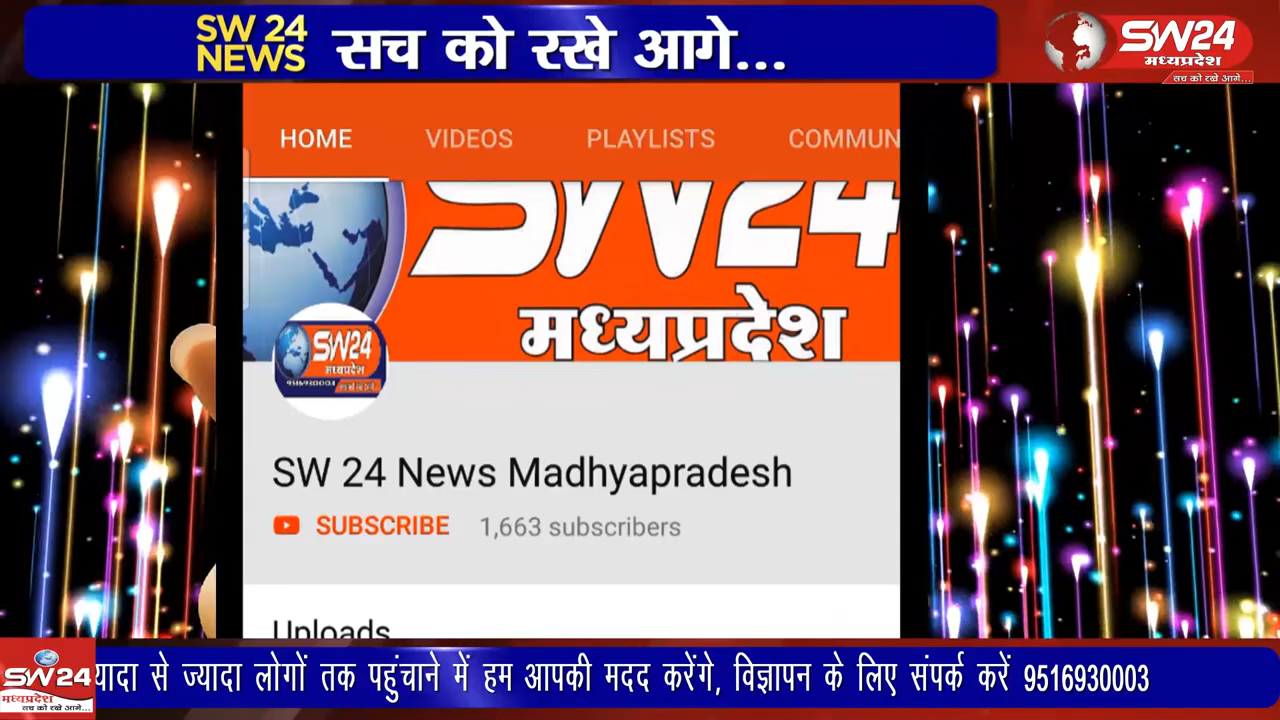 SW 24
NEWS
सच को रखे आगे...
SW24
मध्यप्रदेश
सच को रखे आगे...
HOME VIDEOS PLAYLISTS COMMUN
SW24
मध्यप्रदेश
SW24
मध्यप्रदेश
9516930003
SW 24 News Madhyapradesh
SUBSCRIBE 1,663 subscribers
Uploads
SW24
मध्यप्रदेश
सच को रखे आगे...
यादा से ज्यादा लोगों तक पहुंचाने में हम आपकी मदद करेंगे, विज्ञापन के लिए संपर्क करें 9516930003